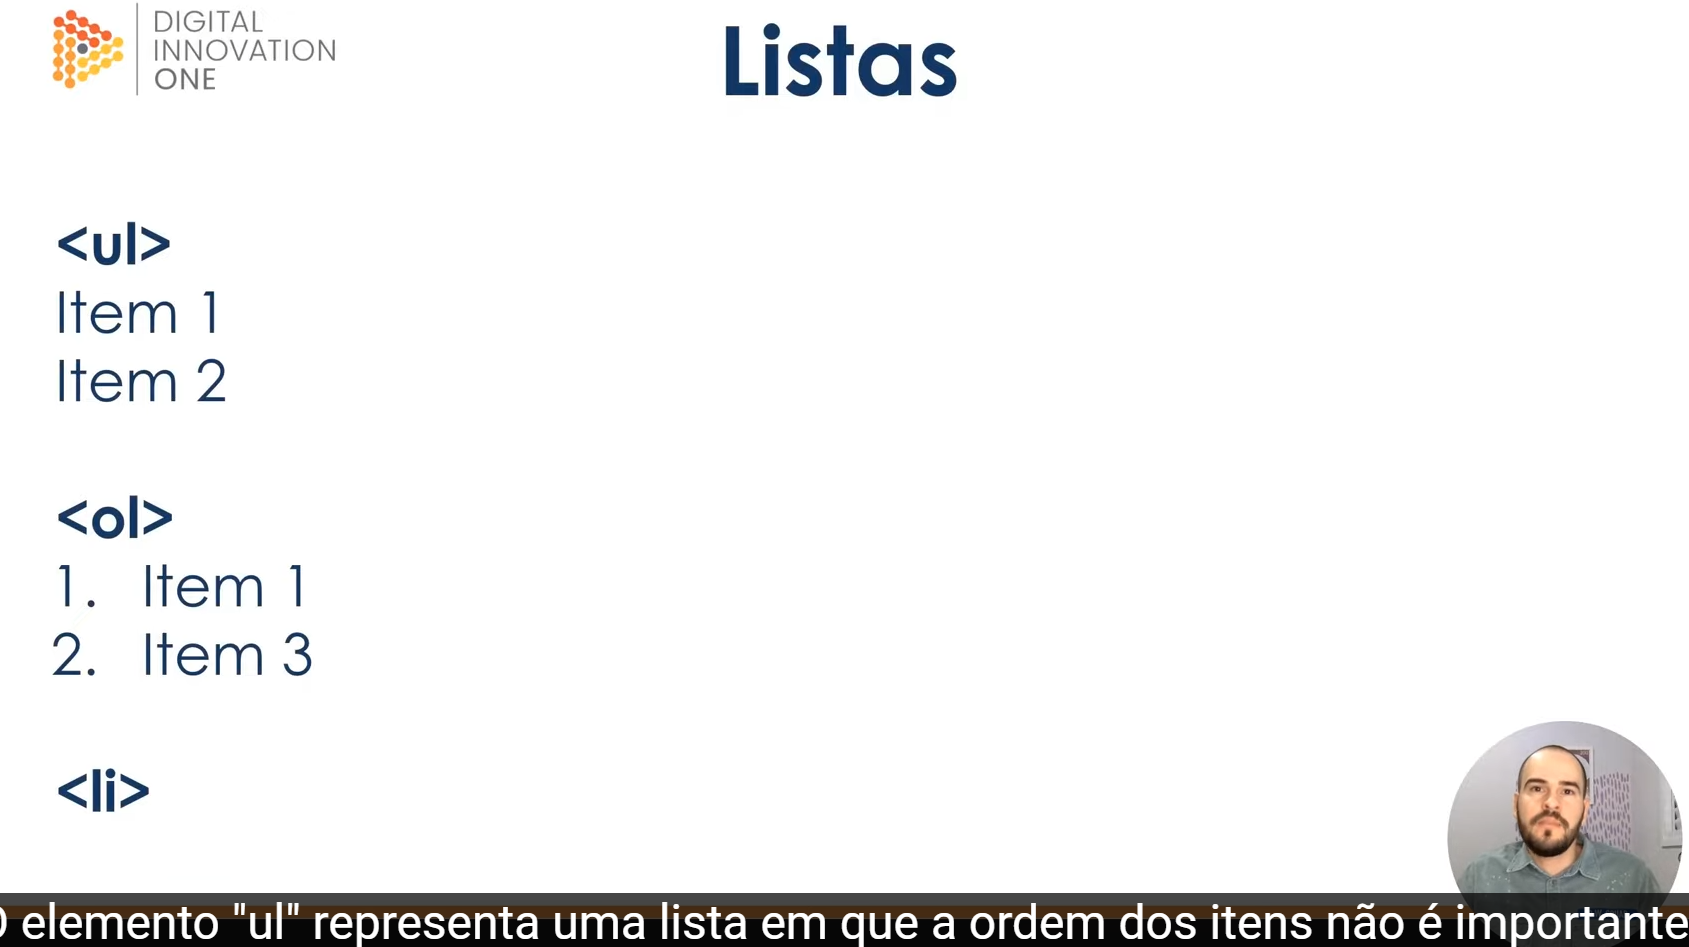 DIGITAL
INNOVATION
ONE
Listas
<ul>
Item 1
Item 2
<ol>
1. Item 1
2. Item 3
<li>
O elemento "ul" representa uma lista em que a ordem dos itens não é importante